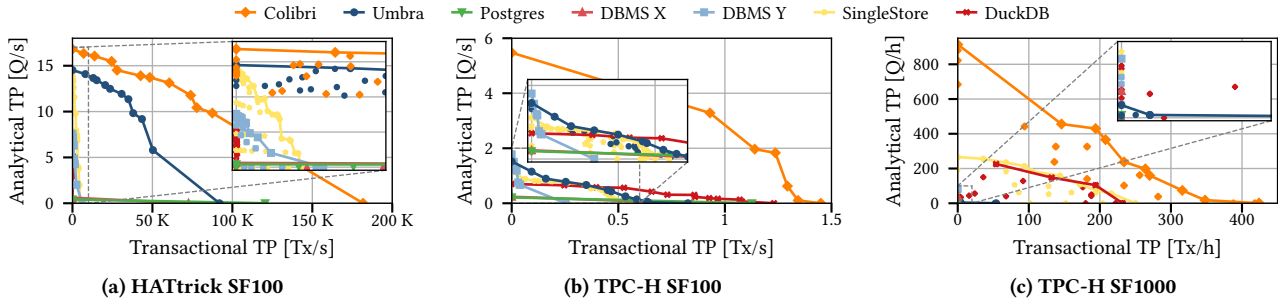 Colibri Umbra Postgres DBMS X DBMS Y SingleStore DuckDB
Analytical TP [Q/s]
15
10
5
0
0 50 K 100 K 150 K 200 K
Transactional TP [Tx/s]
(a) HATtrick SF100
Analytical TP [Q/s]
6
4
2
0
0 0.5 1 1.5
Transactional TP [Tx/s]
(b) TPC-H SF100
Analytical TP [Q/h]
800
600
400
200
0
0 100 200 300 400
Transactional TP [Tx/h]
(c) TPC-H SF1000